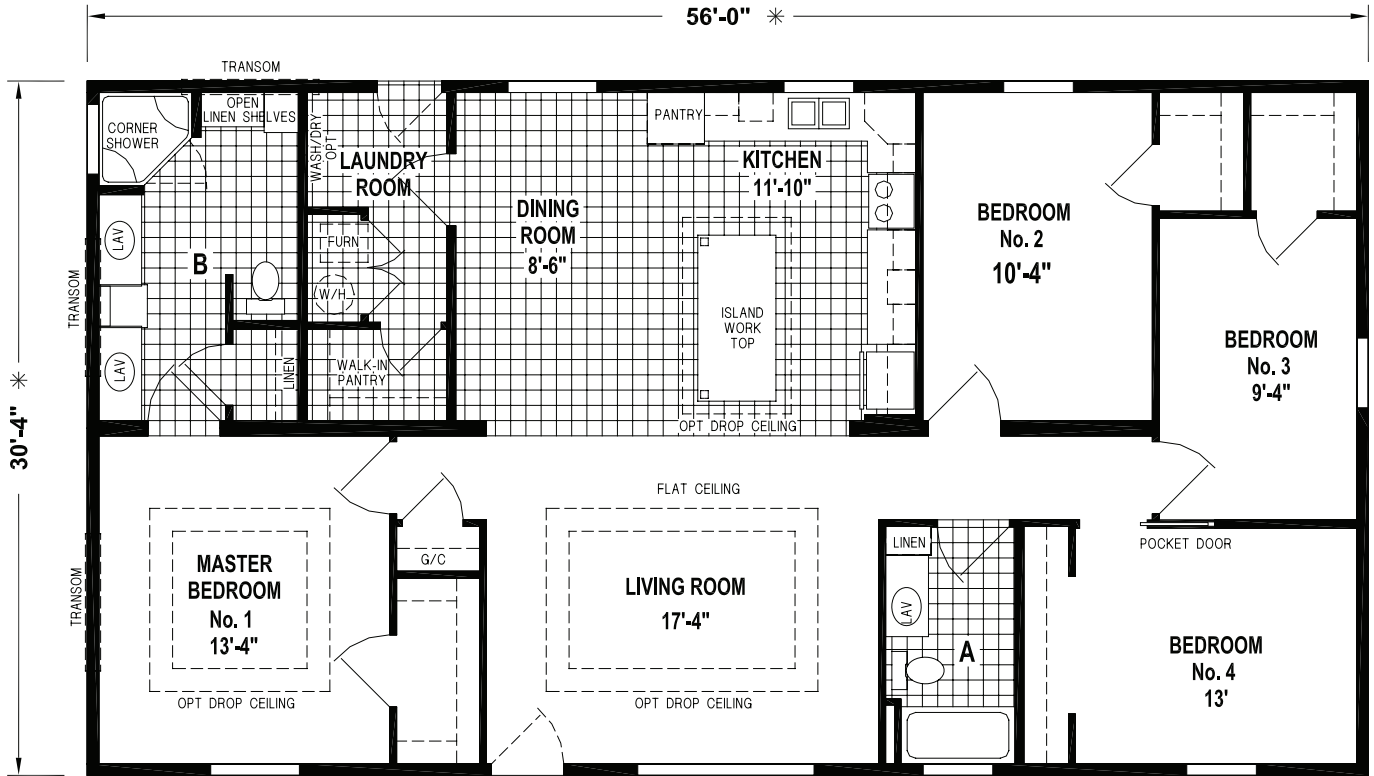 56'-0" ✳
30'-4" ✳
TRANSOM
CORNER
SHOWER
OPEN
LINEN SHELVES
WASH/DRY
OPT
LAUNDRY
ROOM
PANTRY
KITCHEN
11'-10"
DINING
ROOM
8'-6"
BEDROOM
No. 2
10'-4"
LAV
B
FURN
W/H
TRANSOM
ISLAND
WORK
TOP
BEDROOM
No. 3
9'-4"
LAV
LINEN
WALK-IN
PANTRY
OPT DROP CEILING
FLAT CEILING
POCKET DOOR
LINEN
G/C
TRANSOM
MASTER
BEDROOM
No. 1
13'-4"
OPT DROP CEILING
LIVING ROOM
17'-4"
OPT DROP CEILING
LAV
A
BEDROOM
No. 4
13'